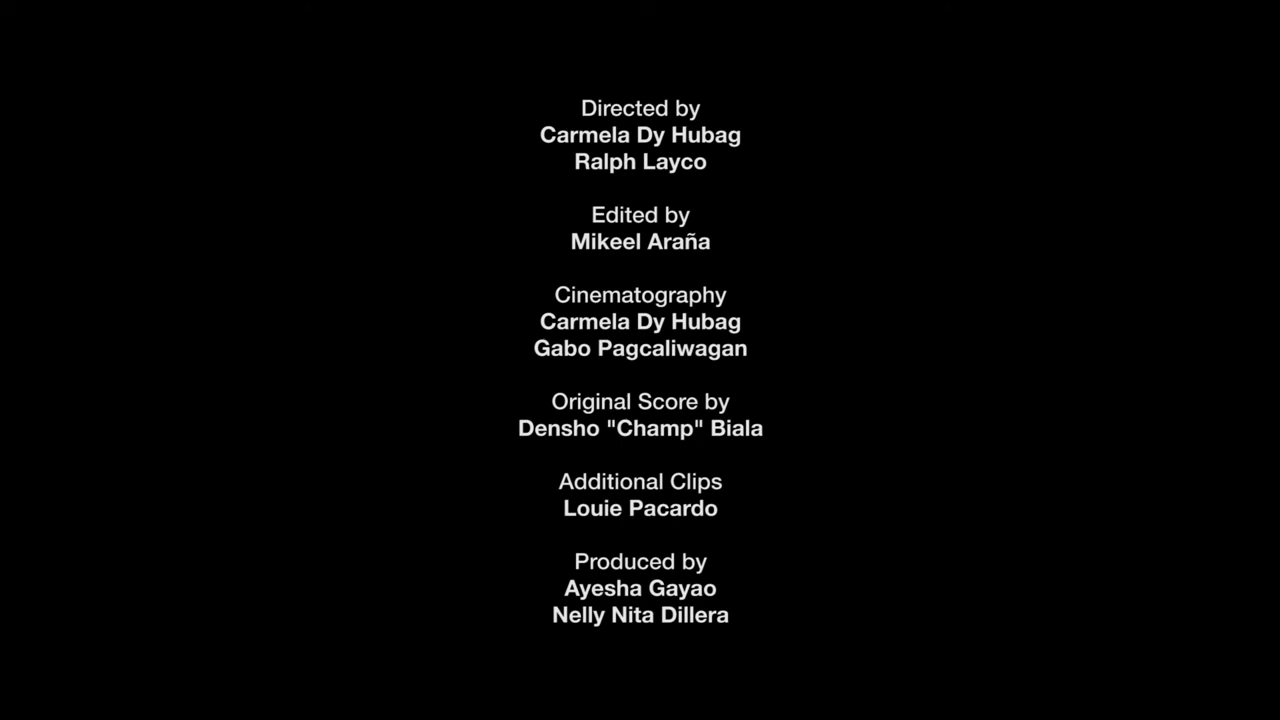 Directed by
Carmela Dy Hubag
Ralph Layco
Edited by
Mikeel Araña
Cinematography
Carmela Dy Hubag
Gabo Pagcaliwagan
Original Score by
Densho "Champ" Biala
Additional Clips
Louie Pacardo
Produced by
Ayesha Gayao
Nelly Nita Dillera